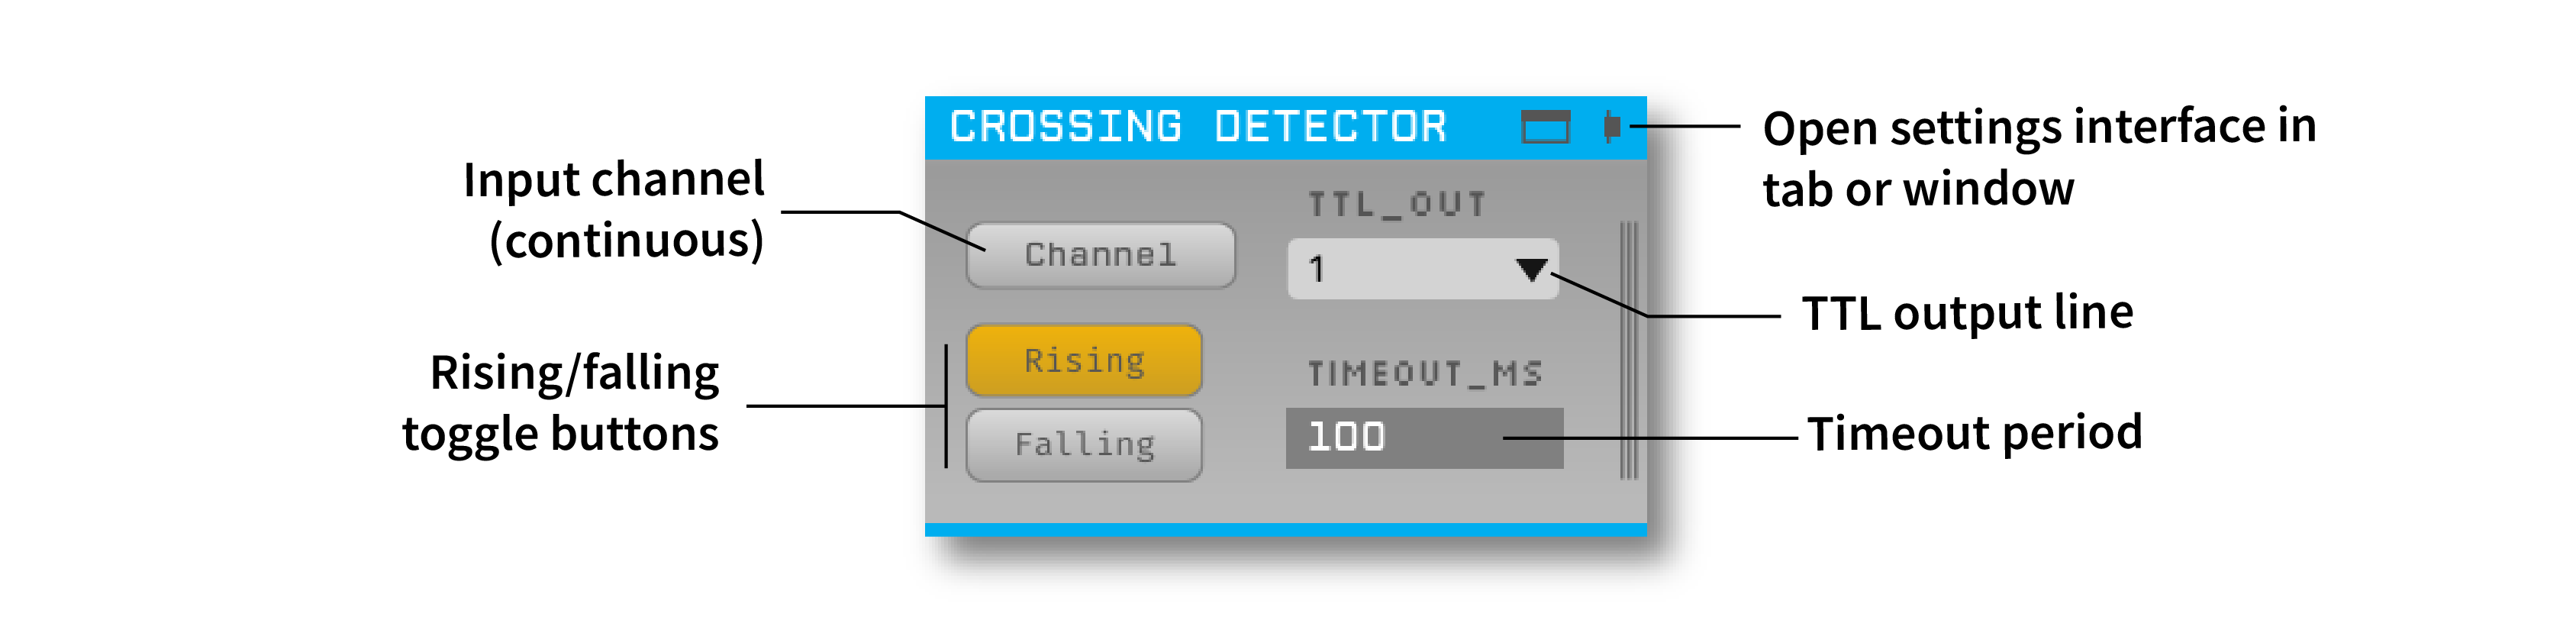 CROSSING DETECTOR
Open settings interface in
tab or window
Input channel
(continuous)
Channel
TTL_OUT
1
TTL output line
Rising/falling
toggle buttons
Rising
Falling
TIMEOUT_MS
100
Timeout period